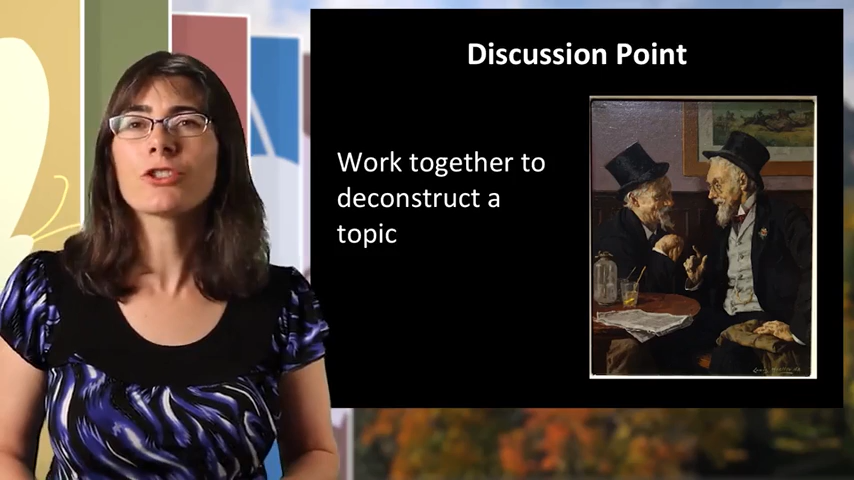 Discussion Point
Work together to
deconstruct a
topic